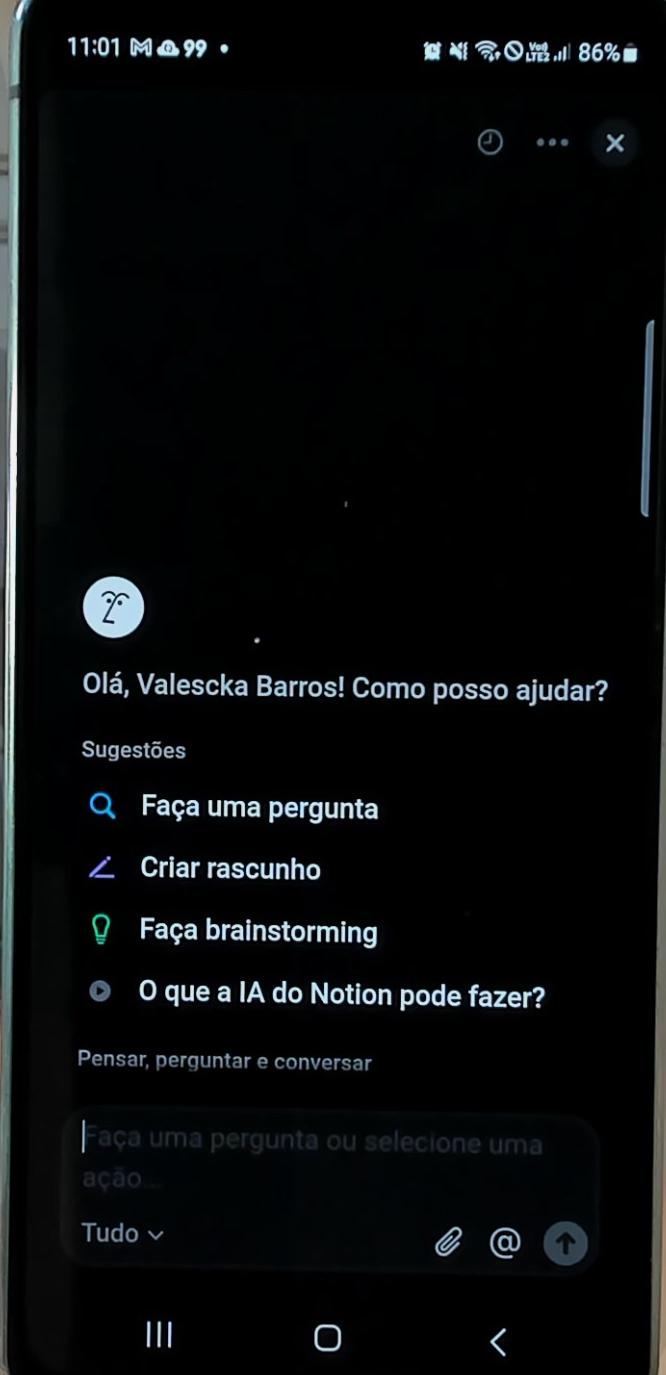 11:01 99
Voo) LTE2 86%
Olá, Valescka Barros! Como posso ajudar?
Sugestões
Faça uma pergunta
Criar rascunho
Faça brainstorming
O que a IA do Notion pode fazer?
Pensar, perguntar e conversar
Faça uma pergunta ou selecione uma
ação...
Tudo
@